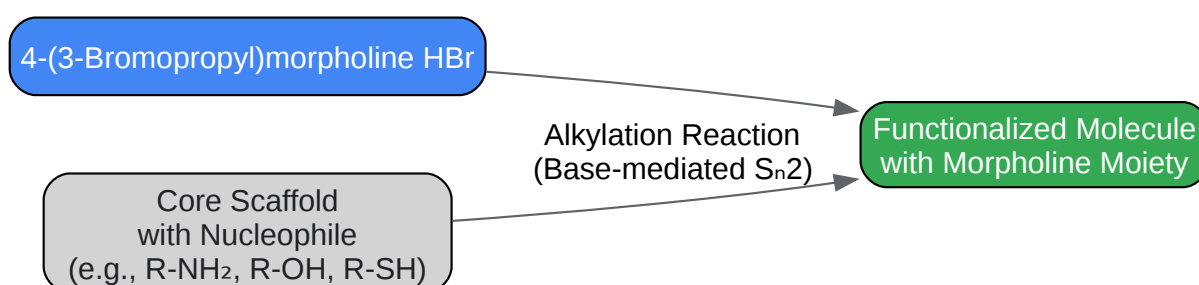 4-(3-Bromopropyl)morpholine HBr
Alkylation Reaction
(Base-mediated Sₙ2)
Functionalized Molecule
with Morpholine Moiety
Core Scaffold
with Nucleophile
(e.g., R-NH₂, R-OH, R-SH)